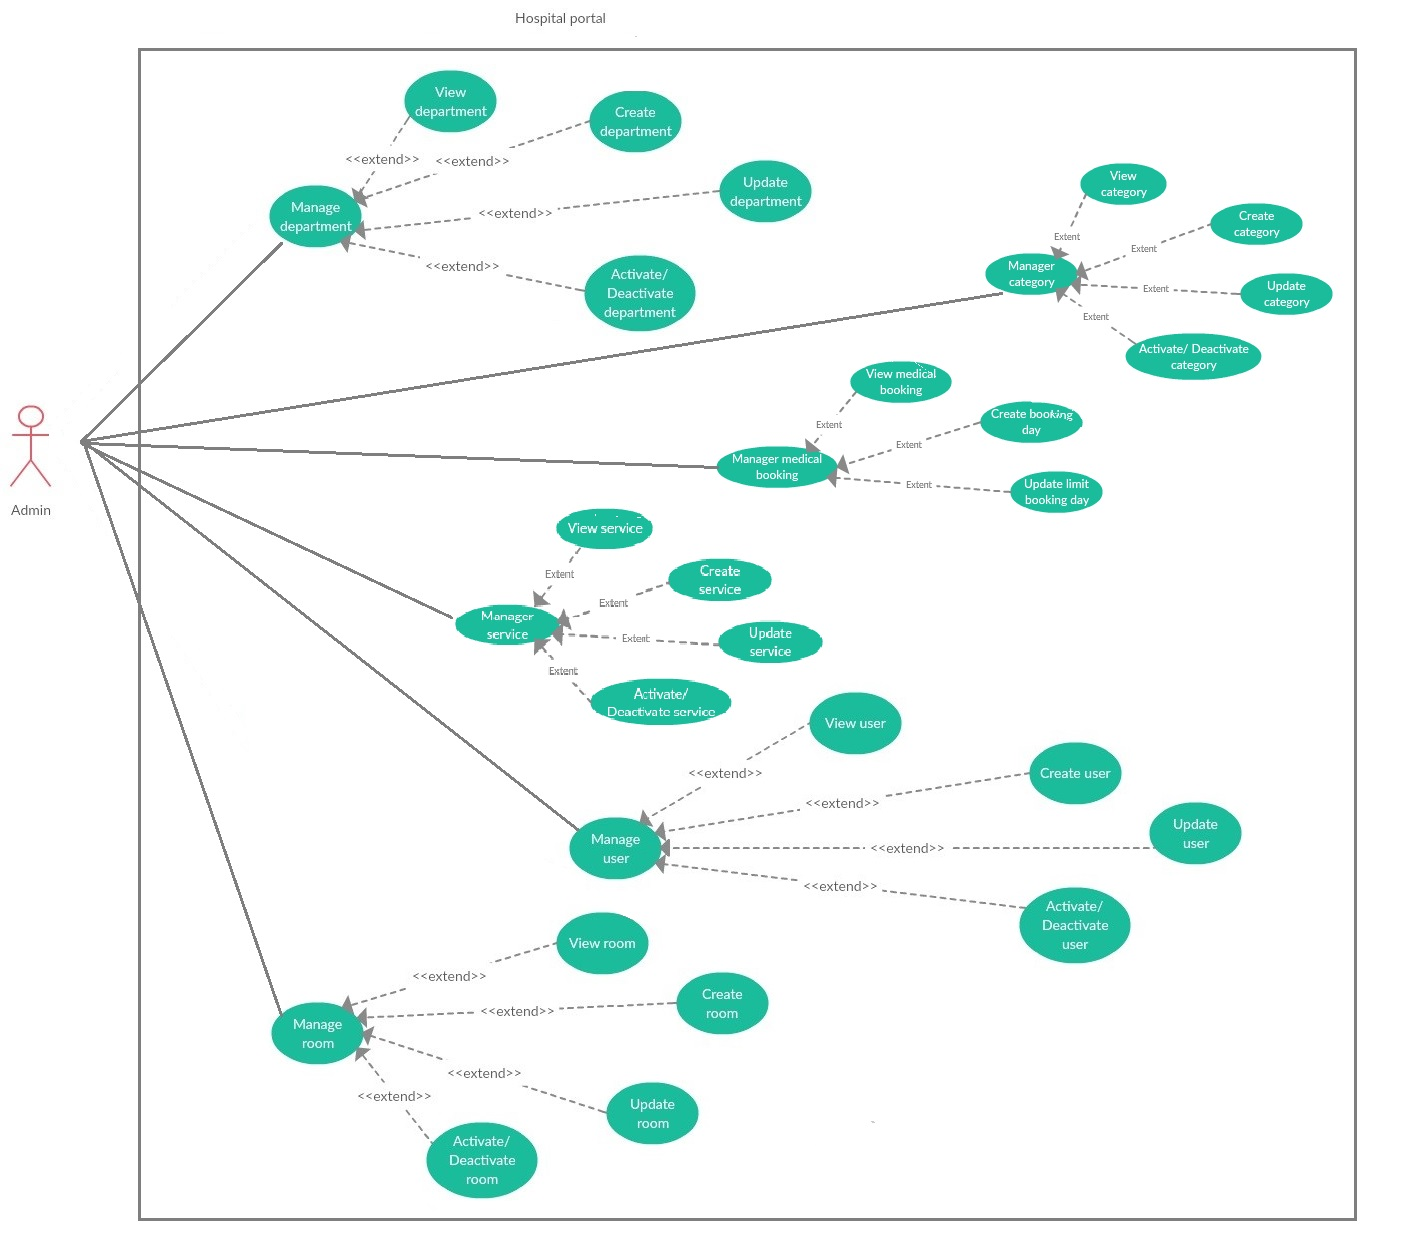 Hospital portal
View
department
Create
department
<<extend>>
<<extend>>
Update
department
Manage
department
<<extend>>
<<extend>>
Activate/
Deactivate
department
View
category
Create
category
Extent
Extent
Manager
category
Extent
Update
category
Extent
Activate/ Deactivate
category
View medical
booking
Create booking
day
Extent
Extent
Manager medical
booking
Extent
Update limit
booking day
Admin
View service
Create
service
Extent
Extent
Manager
service
Extent
Update
service
Extent
Activate/
Deactivate service
View user
Create user
<<extend>>
<<extend>>
Update
user
Manage
user
<<extend>>
<<extend>>
Activate/
Deactivate
user
View room
<<extend>>
Create
room
<<extend>>
Manage
room
<<extend>>
<<extend>>
Update
room
Activate/
Deactivate
room